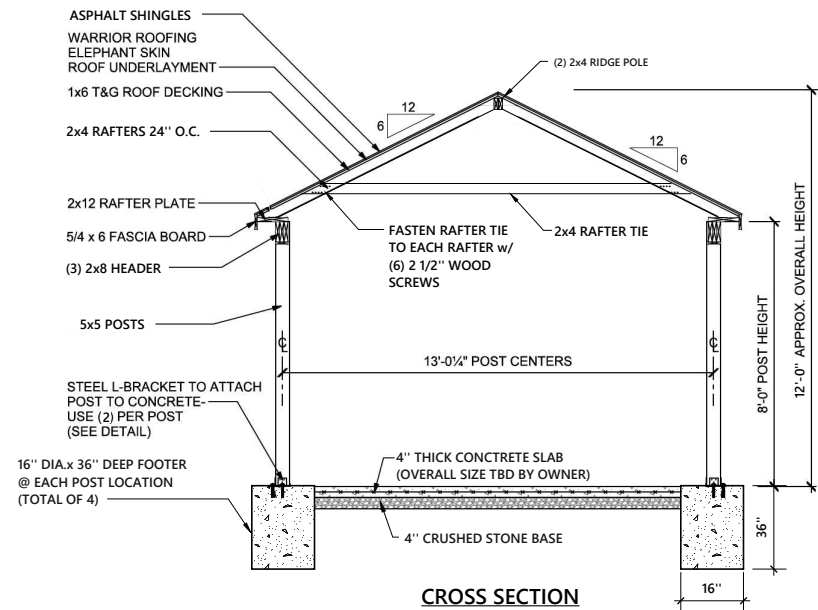 ASPHALT SHINGLES
WARRIOR ROOFING
ELEPHANT SKIN
ROOF UNDERLAYMENT
1x6 T&G ROOF DECKING
2x4 RAFTERS 24'' O.C.
2x12 RAFTER PLATE
5/4 x 6 FASCIA BOARD
(3) 2x8 HEADER
5x5 POSTS
STEEL L-BRACKET TO ATTACH
POST TO CONCRETE-
USE (2) PER POST
(SEE DETAIL)
16'' DIA.x 36'' DEEP FOOTER
@ EACH POST LOCATION
(TOTAL OF 4)
(2) 2x4 RIDGE POLE
12
6
12
6
FASTEN RAFTER TIE
TO EACH RAFTER w/
(6) 2 1/2'' WOOD
SCREWS
2x4 RAFTER TIE
℄
℄
13'-0¼'' POST CENTERS
4'' THICK CONCRETE SLAB
(OVERALL SIZE TBD BY OWNER)
4'' CRUSHED STONE BASE
8'-0'' POST HEIGHT
12'-0'' APPROX. OVERALL HEIGHT
36''
16''
CROSS SECTION